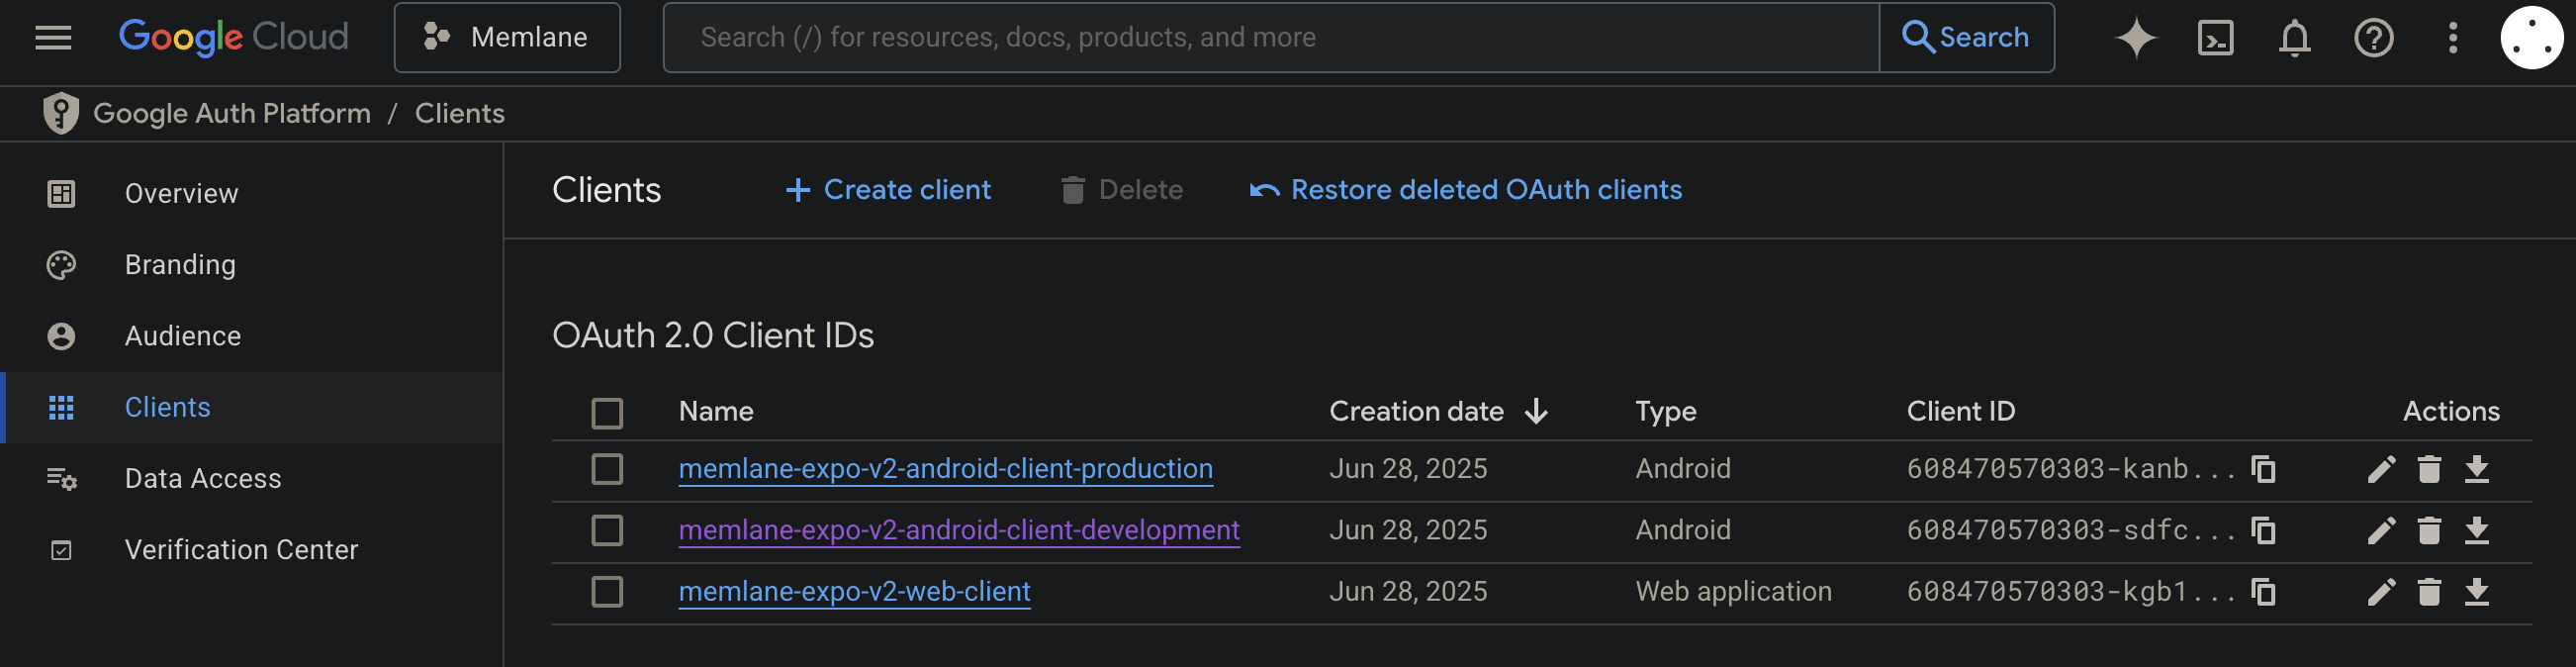 Google Cloud Memlane Search (/) for resources, docs, products, and more Search
Google Auth Platform / Clients
Overview
Branding
Audience
Clients
Data Access
Verification Center
Clients Create client Delete Restore deleted OAuth clients
OAuth 2.0 Client IDs
Name Creation date Type Client ID Actions
memlane-expo-v2-android-client-production Jun 28, 2025 Android 608470570303-kanb...
memlane-expo-v2-android-client-development Jun 28, 2025 Android 608470570303-sdfc...
memlane-expo-v2-web-client Jun 28, 2025 Web application 608470570303-kgb1...